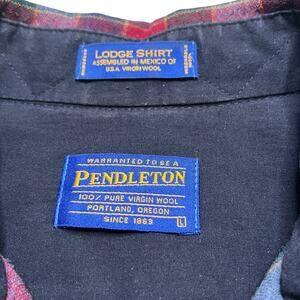 LODGE SHIRT
ASSEMBLED IN MEXICO OF
U.S.A. VIRGIN WOOL
WARRANTED TO BE A
PENDLETON
100% PURE VIRGIN WOOL
PORTLAND, OREGON
SINCE 1863
L